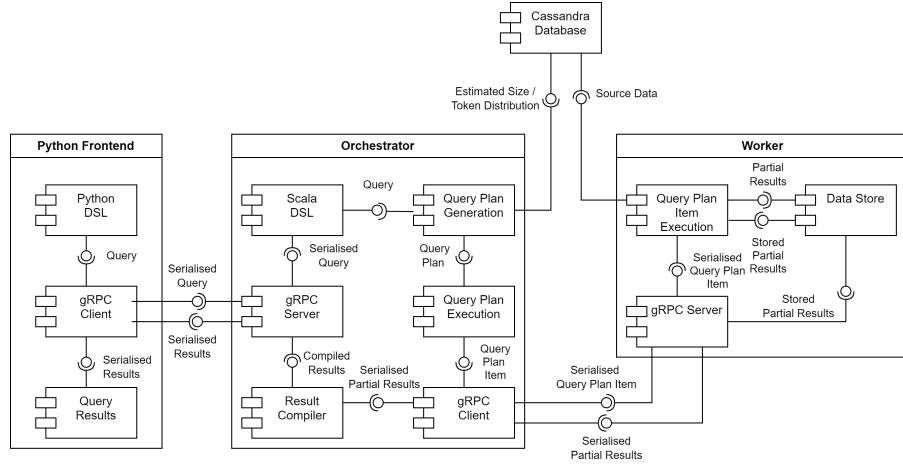 Cassandra
Database
Estimated Size /
Token Distribution
Source Data
Python Frontend
Python
DSL
Query
gRPC
Client
Serialised
Results
Query
Results
Serialised
Query
Serialised
Results
Orchestrator
Scala
DSL
Query
Query Plan
Generation
Serialised
Query
Query
Plan
gRPC
Server
Query Plan
Execution
Compiled
Results
Query
Plan
Item
Serialised
Partial Results
Result
Compiler
gRPC
Client
Serialised
Query Plan Item
Serialised
Partial Results
Worker
Query Plan
Item
Execution
Partial
Results
Data Store
Stored
Partial
Results
Serialised
Query Plan
Item
gRPC Server
Stored
Partial Results